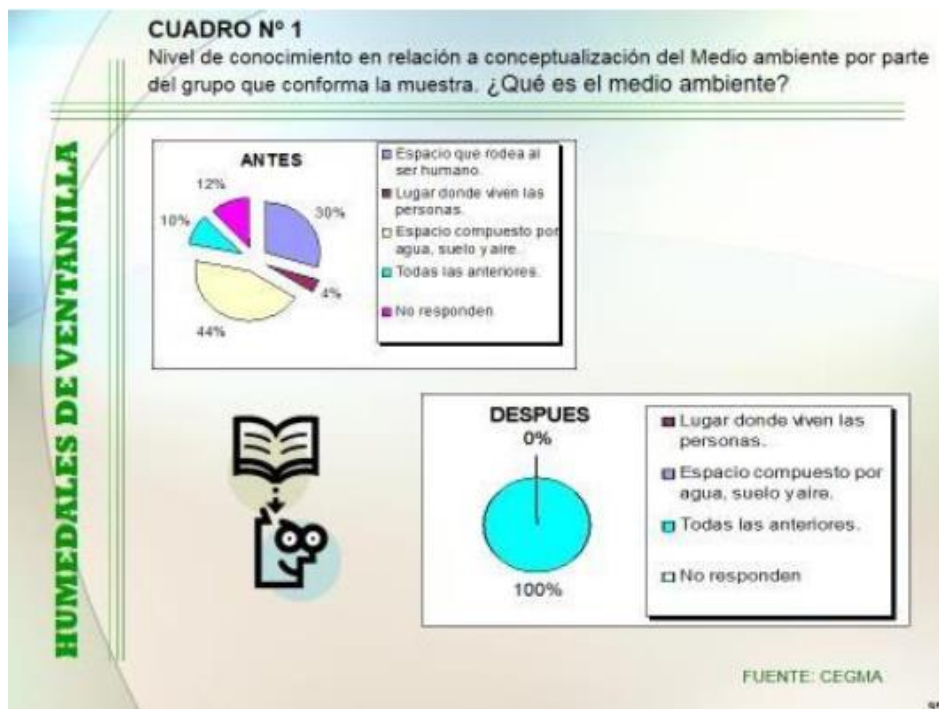 CUADRO Nº 1
Nivel de conocimiento en relación a conceptualización del Medio ambiente por parte
del grupo que conforma la muestra. ¿Qué es el medio ambiente?
HUMEDALES DE VENTANILLA
ANTES
12%
10%
30%
4%
44%
Espacio que rodea al
ser humano.
Lugar donde viven las
personas.
Espacio compuesto por
agua, suelo y aire.
Todas las anteriores.
No responden
DESPUES
0%
100%
Lugar donde viven las
personas.
Espacio compuesto por
agua, suelo y aire.
Todas las anteriores.
No responden
FUENTE: CEGMA